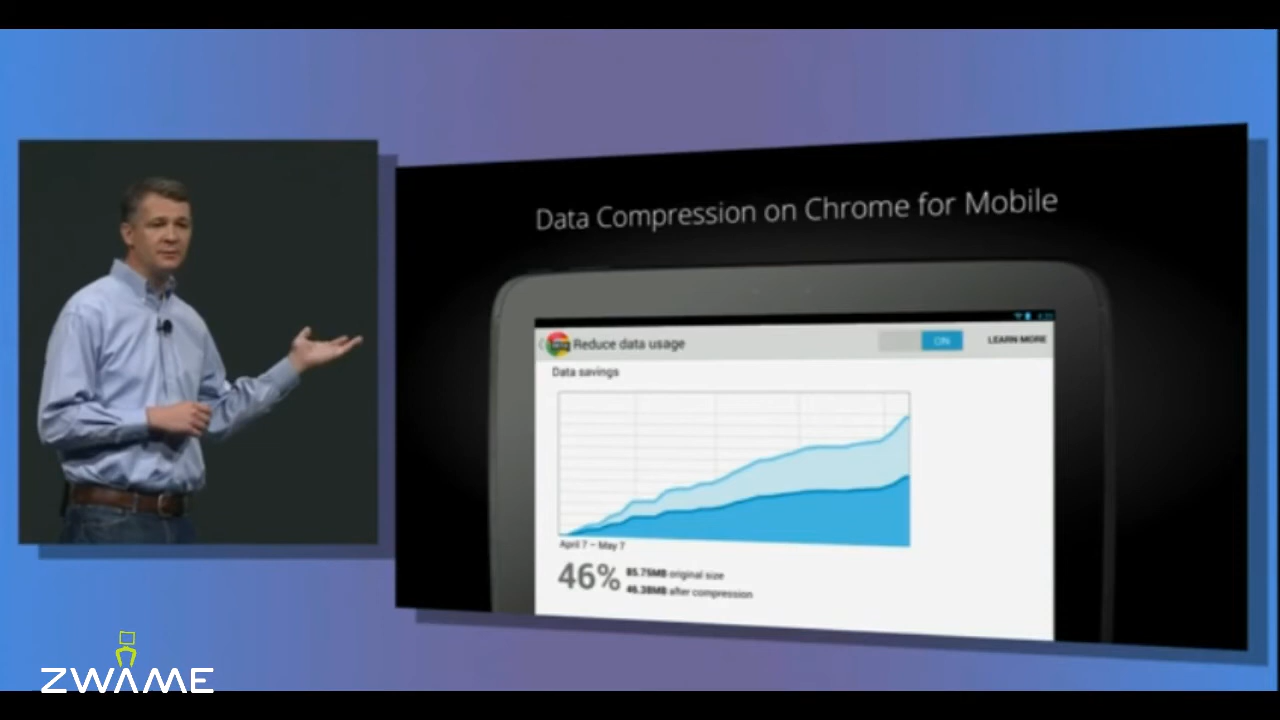 Data Compression on Chrome for Mobile
Reduce data usage
ON
LEARN MORE
Data savings
April 7 – May 7
46%
85.75MB original size
46.38MB after compression
ZWAME